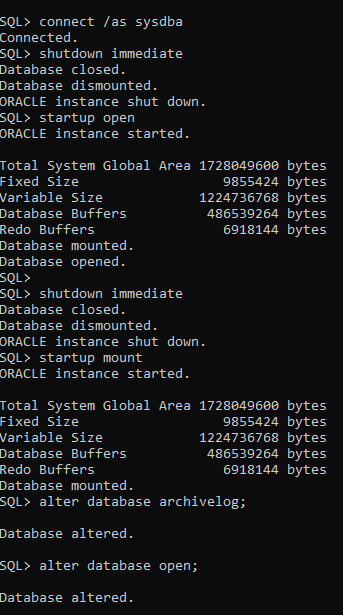 SQL> connect /as sysdba
Connected.
SQL> shutdown immediate
Database closed.
Database dismounted.
ORACLE instance shut down.
SQL> startup open
ORACLE instance started.

Total System Global Area 1728049600 bytes
Fixed Size                  9855424 bytes
Variable Size            1224736768 bytes
Database Buffers          486539264 bytes
Redo Buffers                6918144 bytes
Database mounted.
Database opened.
SQL>
SQL> shutdown immediate
Database closed.
Database dismounted.
ORACLE instance shut down.
SQL> startup mount
ORACLE instance started.

Total System Global Area 1728049600 bytes
Fixed Size                  9855424 bytes
Variable Size            1224736768 bytes
Database Buffers          486539264 bytes
Redo Buffers                6918144 bytes
Database mounted.
SQL> alter database archivelog;

Database altered.

SQL> alter database open;

Database altered.